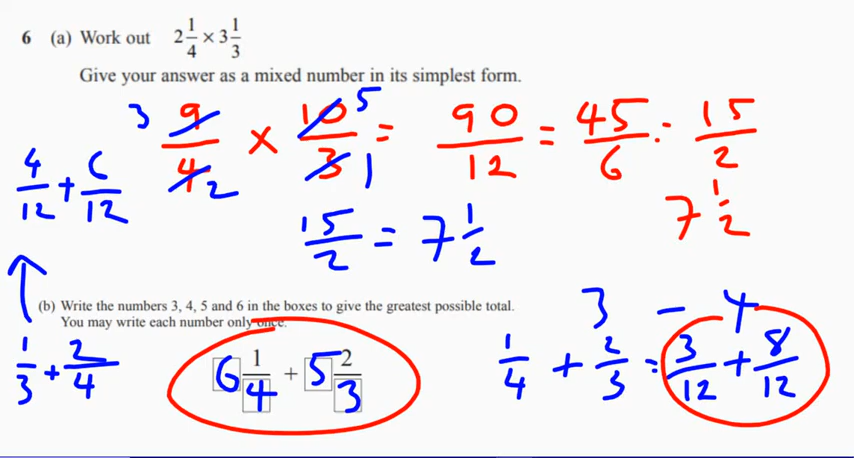 6 (a) Work out 2 1/4 × 3 1/3
Give your answer as a mixed number in its simplest form.
3 9/4 2 × 10/3 5 1 = 90/12 = 45/6 = 15/2
4/12 + 6/12
15/2 = 7 1/2
7 1/2
(b) Write the numbers 3, 4, 5 and 6 in the boxes to give the greatest possible total.
You may write each number only once.
3 - 4
1/3 + 2/4
6 1/4 + 5 2/3
1/4 + 2/3 = 3/12 + 8/12